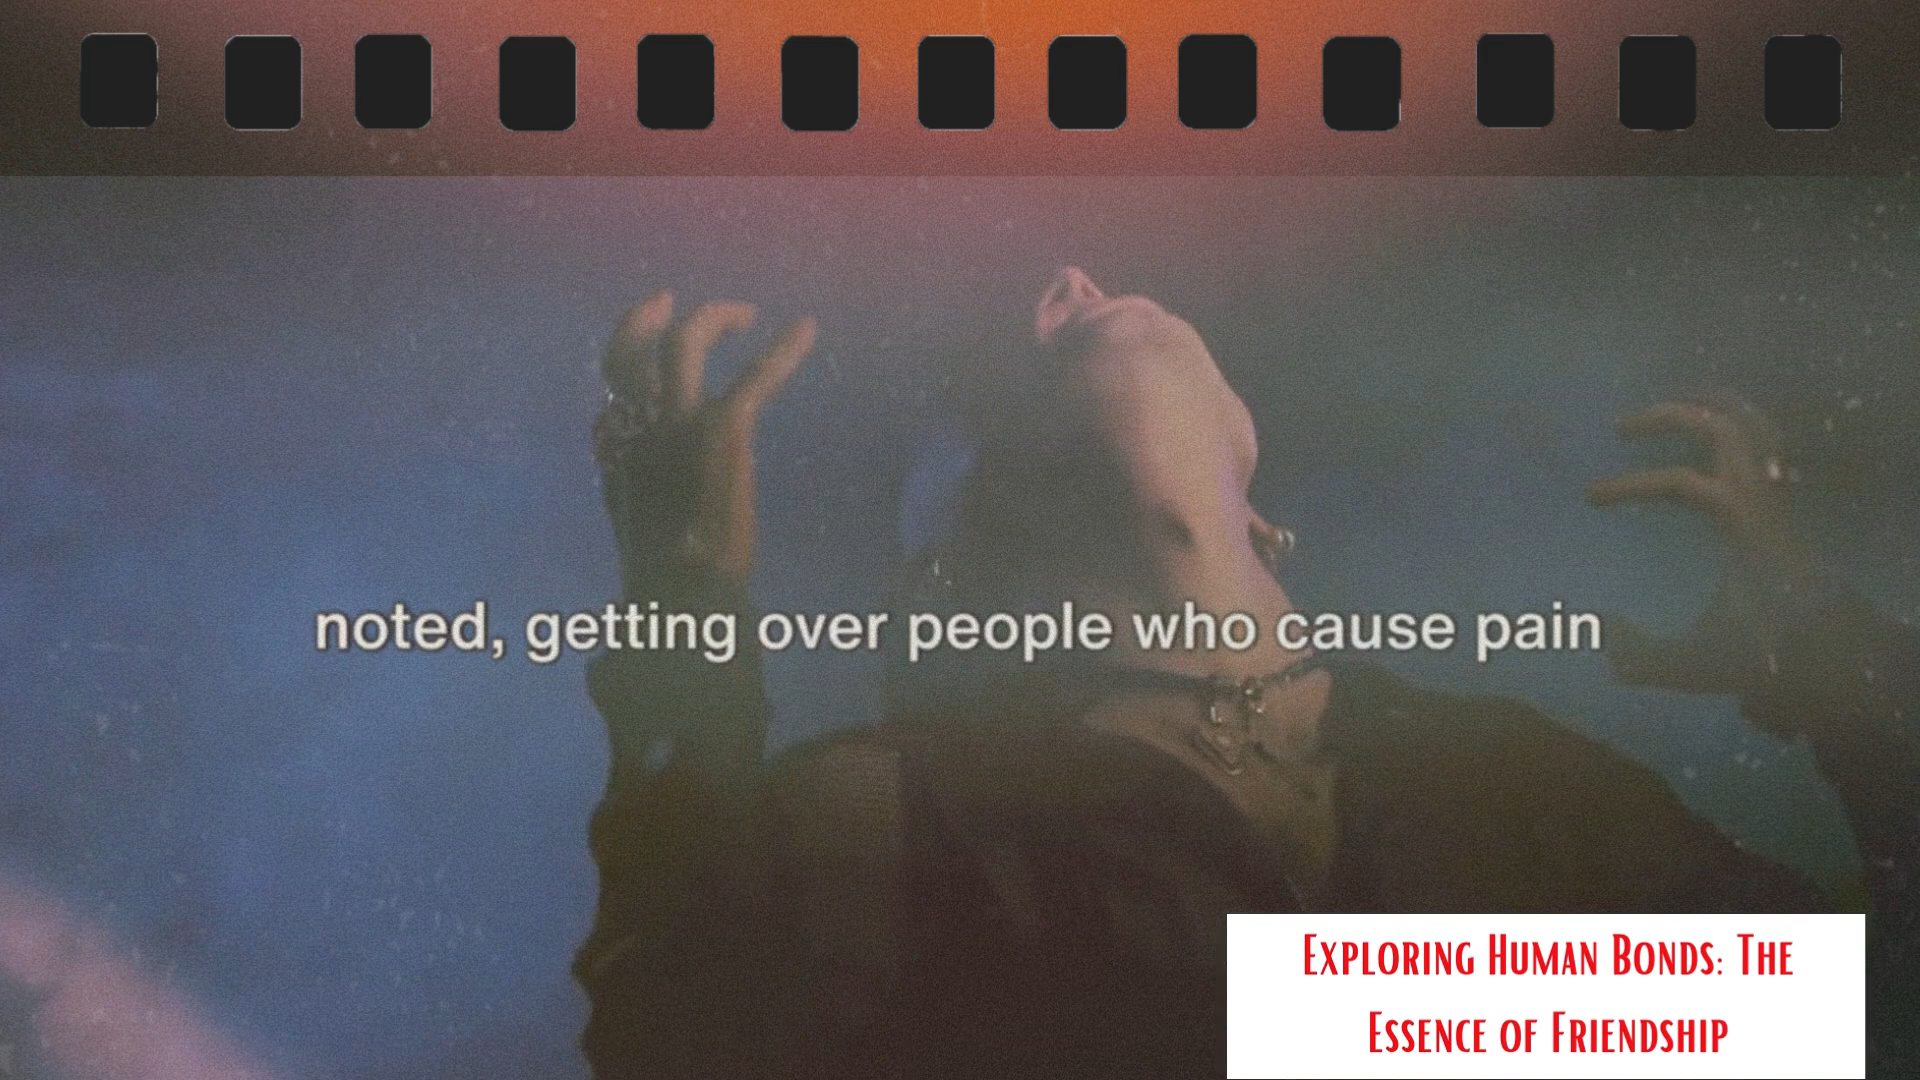 noted, getting over people who cause pain
Exploring Human Bonds: The
Essence of Friendship